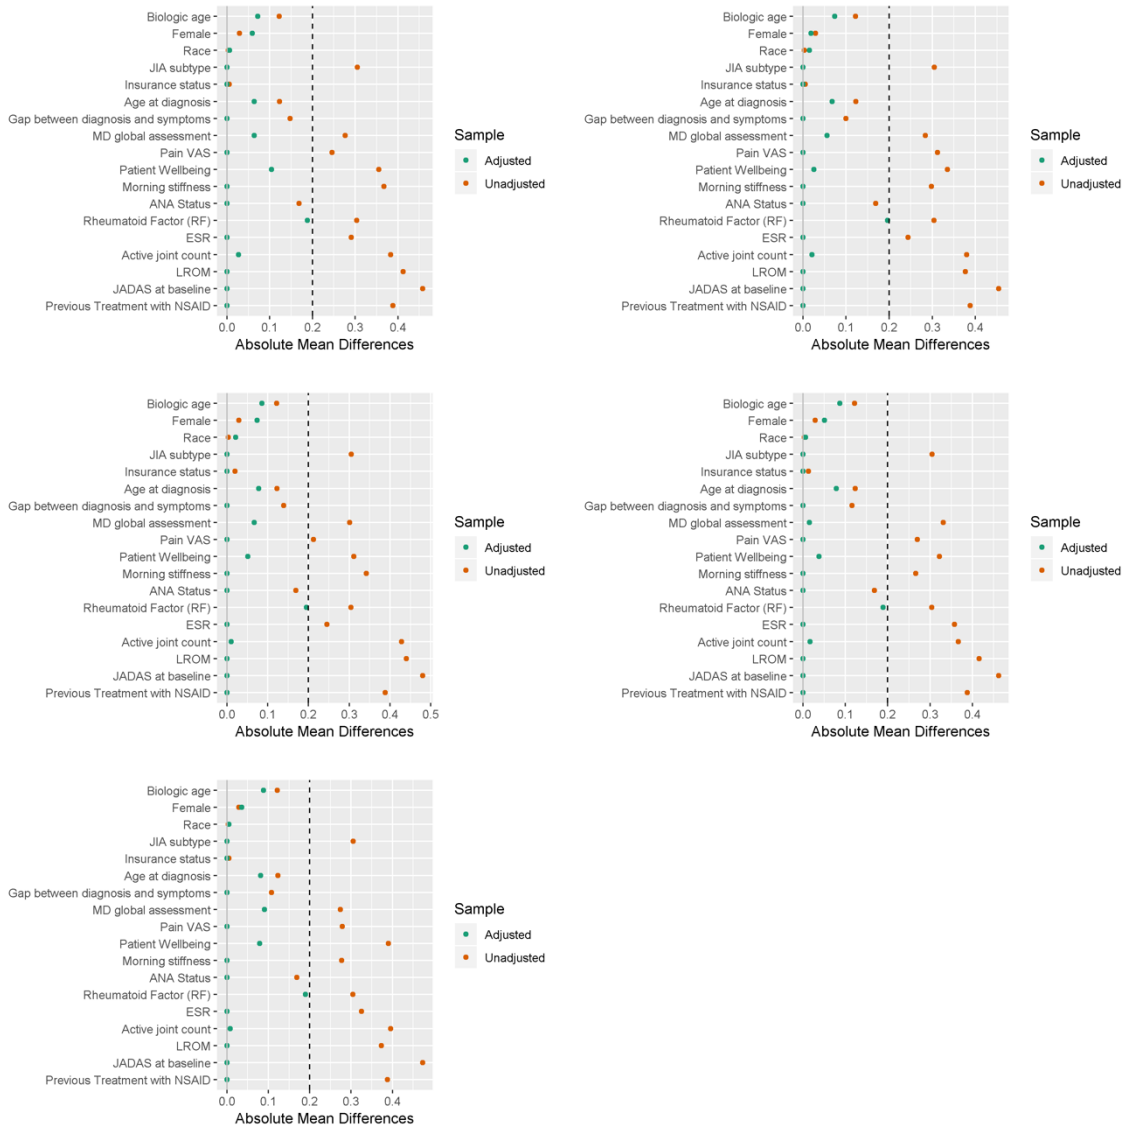 Biologic age
Female
Race
JIA subtype
Insurance status
Age at diagnosis
Gap between diagnosis and symptoms
MD global assessment
Pain VAS
Patient Wellbeing
Morning stiffness
ANA Status
Rheumatoid Factor (RF)
ESR
Active joint count
LROM
JADAS at baseline
Previous Treatment with NSAID
0.0 0.1 0.2 0.3 0.4
Absolute Mean Differences
Sample
Adjusted
Unadjusted
Biologic age
Female
Race
JIA subtype
Insurance status
Age at diagnosis
Gap between diagnosis and symptoms
MD global assessment
Pain VAS
Patient Wellbeing
Morning stiffness
ANA Status
Rheumatoid Factor (RF)
ESR
Active joint count
LROM
JADAS at baseline
Previous Treatment with NSAID
0.0 0.1 0.2 0.3 0.4
Absolute Mean Differences
Sample
Adjusted
Unadjusted
Biologic age
Female
Race
JIA subtype
Insurance status
Age at diagnosis
Gap between diagnosis and symptoms
MD global assessment
Pain VAS
Patient Wellbeing
Morning stiffness
ANA Status
Rheumatoid Factor (RF)
ESR
Active joint count
LROM
JADAS at baseline
Previous Treatment with NSAID
0.0 0.1 0.2 0.3 0.4 0.5
Absolute Mean Differences
Sample
Adjusted
Unadjusted
Biologic age
Female
Race
JIA subtype
Insurance status
Age at diagnosis
Gap between diagnosis and symptoms
MD global assessment
Pain VAS
Patient Wellbeing
Morning stiffness
ANA Status
Rheumatoid Factor (RF)
ESR
Active joint count
LROM
JADAS at baseline
Previous Treatment with NSAID
0.0 0.1 0.2 0.3 0.4
Absolute Mean Differences
Sample
Adjusted
Unadjusted
Biologic age
Female
Race
JIA subtype
Insurance status
Age at diagnosis
Gap between diagnosis and symptoms
MD global assessment
Pain VAS
Patient Wellbeing
Morning stiffness
ANA Status
Rheumatoid Factor (RF)
ESR
Active joint count
LROM
JADAS at baseline
Previous Treatment with NSAID
0.0 0.1 0.2 0.3 0.4
Absolute Mean Differences
Sample
Adjusted
Unadjusted